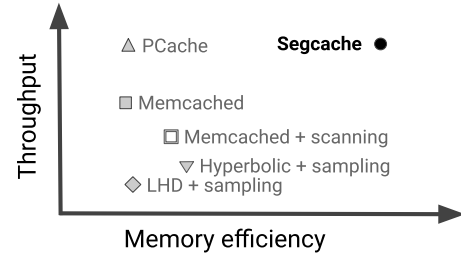 PCache
Segcache
Throughput
Memcached
Memcached + scanning
Hyperbolic + sampling
LHD + sampling
Memory efficiency